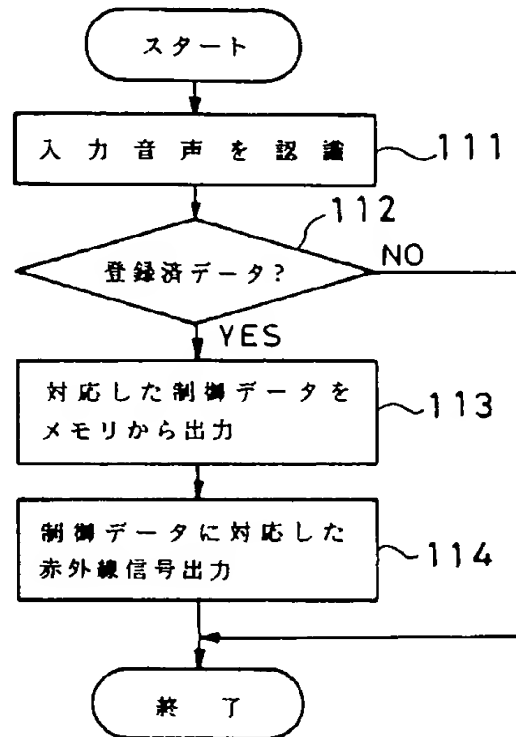 スタート
入力音声を認識
111
112
登録済データ?
NO
YES
対応した制御データを
メモリから出力
113
制御データに対応した
赤外線信号出力
114
終了